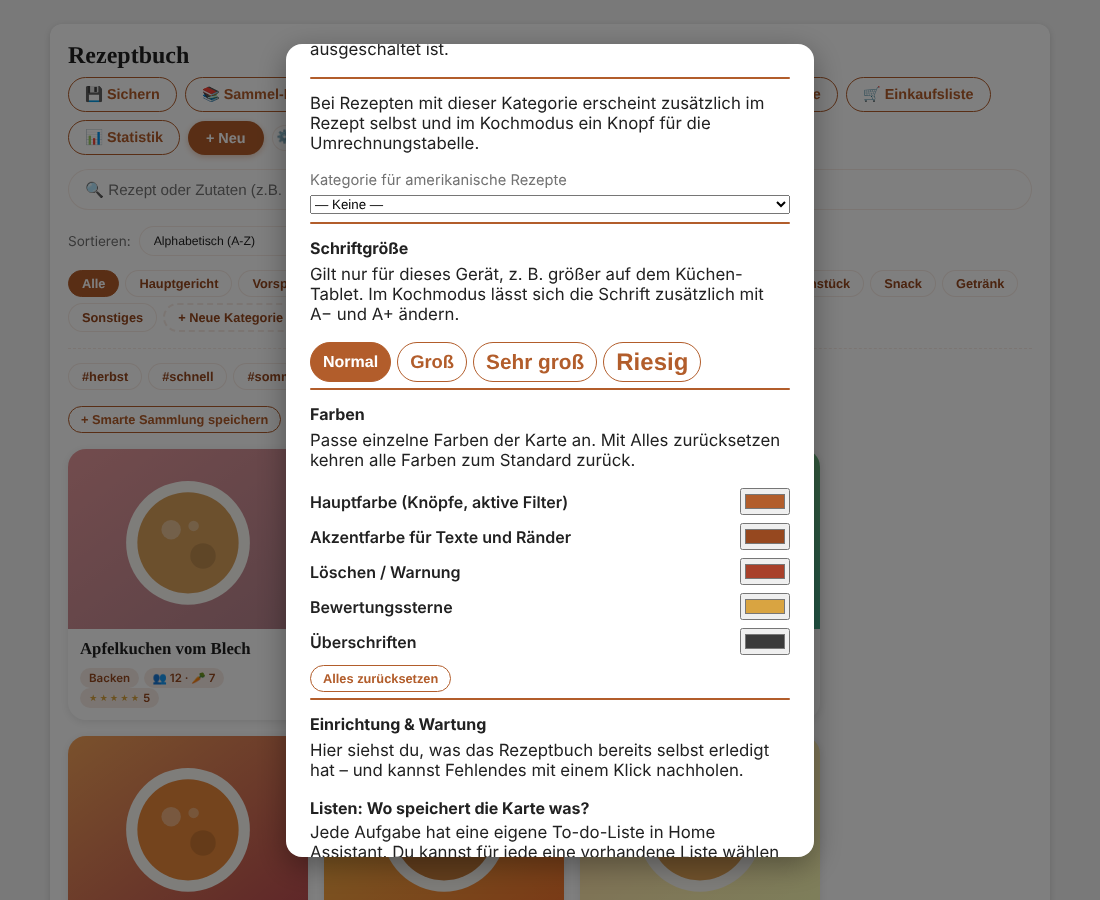 Rezeptbuch
💾 Sichern
📚 Sammel-
🛒 Einkaufsliste
📊 Statistik
+ Neu
🔍 Rezept oder Zutaten (z.B.
Sortieren:
Alphabetisch (A-Z)
Alle
Hauptgericht
Snack
Getränk
Sonstiges
+ Neue Kategorie
#herbst
#schnell
+ Smarte Sammlung speichern
Apfelkuchen vom Blech
Backen
👥 12 · 🥕 7
★★★★★ 5
ausgeschaltet ist.
Bei Rezepten mit dieser Kategorie erscheint zusätzlich im
Rezept selbst und im Kochmodus ein Knopf für die
Umrechnungstabelle.
Kategorie für amerikanische Rezepte
— Keine —
Schriftgröße
Gilt nur für dieses Gerät, z. B. größer auf dem Küchen-
Tablet. Im Kochmodus lässt sich die Schrift zusätzlich mit
A− und A+ ändern.
Normal
Groß
Sehr groß
Riesig
Farben
Passe einzelne Farben der Karte an. Mit Alles zurücksetzen
kehren alle Farben zum Standard zurück.
Hauptfarbe (Knöpfe, aktive Filter)
Akzentfarbe für Texte und Ränder
Löschen / Warnung
Bewertungssterne
Überschriften
Alles zurücksetzen
Einrichtung & Wartung
Hier siehst du, was das Rezeptbuch bereits selbst erledigt
hat – und kannst Fehlendes mit einem Klick nachholen.
Listen: Wo speichert die Karte was?
Jede Aufgabe hat eine eigene To-do-Liste in Home
Assistant. Du kannst für jede eine vorhandene Liste wählen